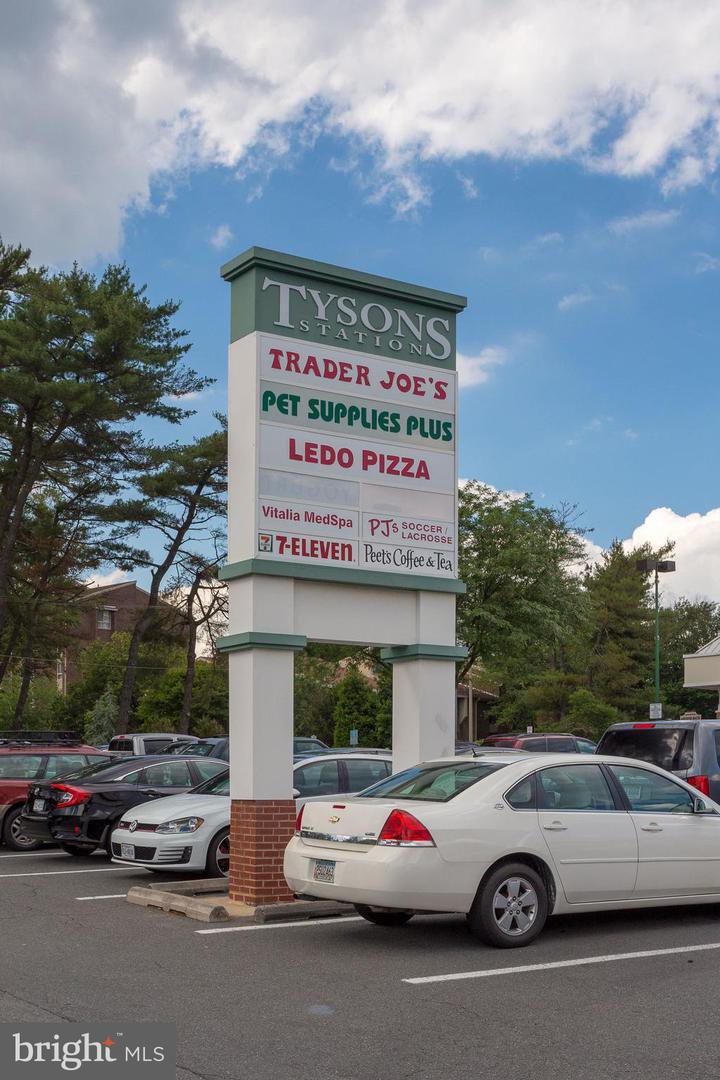 TYSONS
STATION
TRADER JOE'S
PET SUPPLIES PLUS
LEDO PIZZA
Vitalia MedSpa
PJ's SOCCER /
LACROSSE
7-ELEVEN
Peet's Coffee & Tea
bright MLS